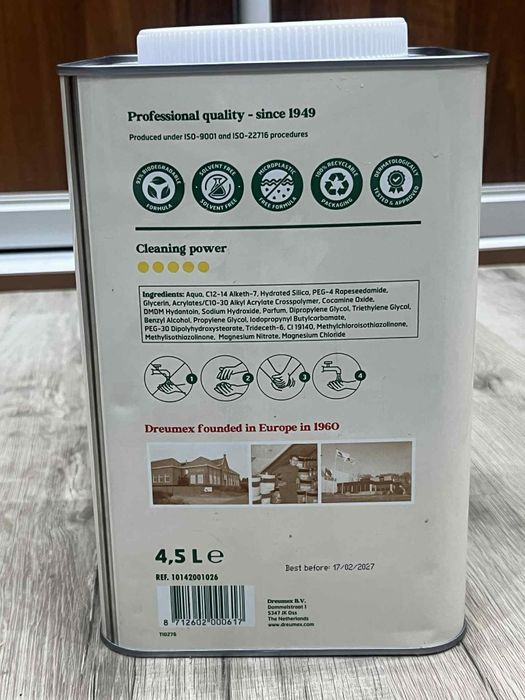 Professional quality - since 1949
Produced under ISO-9001 and ISO-22716 procedures
95% BIODEGRADABLE FORMULA
SOLVENT FREE SOLVENT FREE
MICROPLASTIC FREE FORMULA
100% RECYCLABLE PACKAGING
DERMATOLOGICALLY TESTED & APPROVED
Cleaning power
Ingredients: Aqua, C12-14 Alketh-7, Hydrated Silica, PEG-4 Rapeseedamide,
Glycerin, Acrylates/C10-30 Alkyl Acrylate Crosspolymer, Cocamine Oxide,
DMDM Hydantoin, Sodium Hydroxide, Parfum, Dipropylene Glycol, Triethylene Glycol,
Benzyl Alcohol, Propylene Glycol, Iodopropynyl Butylcarbamate,
PEG-30 Dipolyhydroxystearate, Trideceth-6, CI 19140, Methylchloroisothiazolinone,
Methylisothiazolinone, Magnesium Nitrate, Magnesium Chloride
1 2 3 4
Dreumex founded in Europe in 1960
4,5 L e
REF. 10142001026
Best before: 17/02/2027
8 712602 000617
TI0276
Dreumex B.V.
Dommelstraat 1
5347 JK Oss
The Netherlands
www.dreumex.com